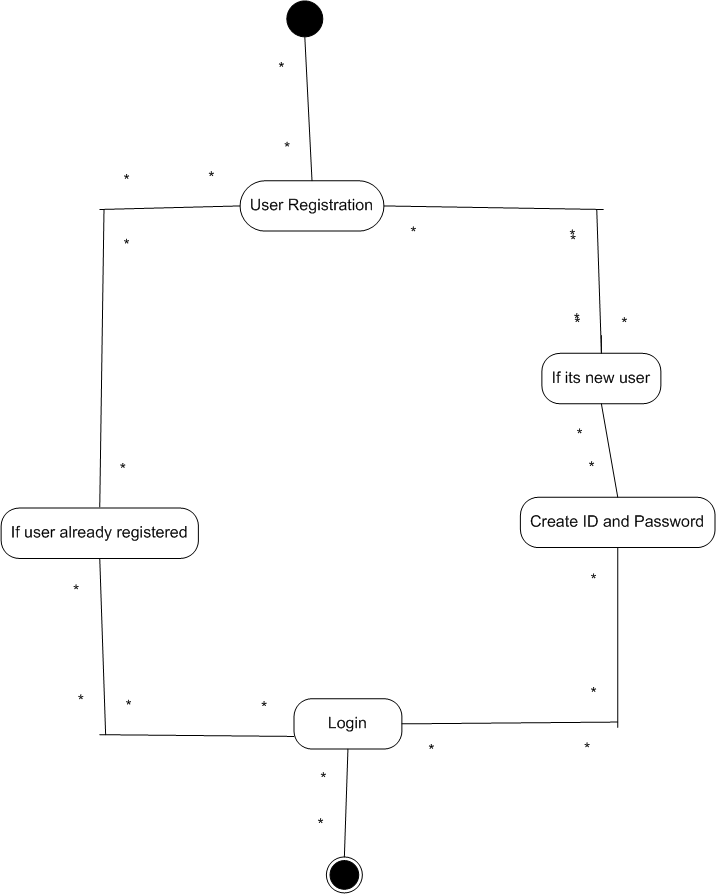 *
*
* *
User Registration
* * *
*
* *
If its new user
*
*
*
Create ID and Password
If user already registered
*
*
*
* * *
Login
* *
*
*